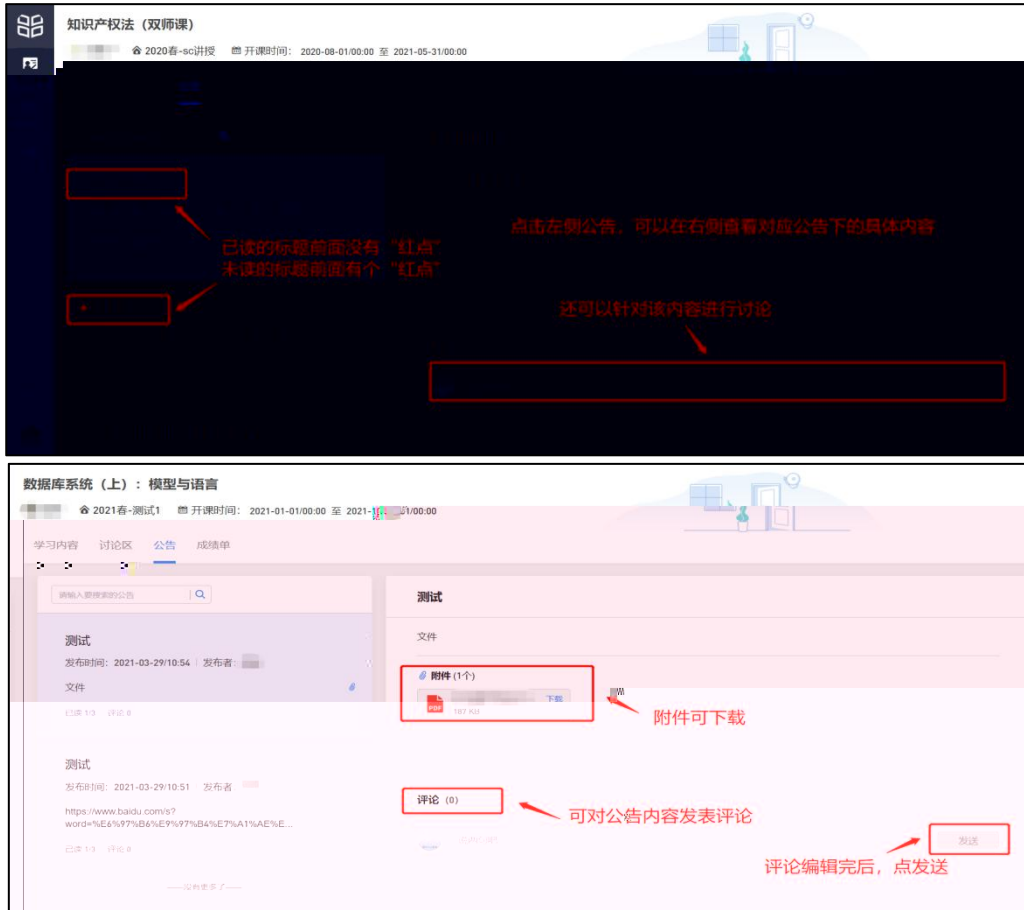 知识产权法（双师课）
2020春-sc讲授 开课时间： 2020-08-01/00:00 至 2021-05-31/00:00
点击左侧公告，可以在右侧查看对应公告下的具体内容
已读的标题前面没有“红点”
未读的标题前面有个“红点”
还可以针对该内容进行讨论
数据库系统（上）：模型与语言
2021春-测试1 开课时间： 2021-01-01/00:00 至 2021-
学习内容 讨论区 公告 成绩单
请输入要搜索的公告
测试
发布时间：2021-03-29/10:54 发布者：
文件
已读 1/3 评论 0
测试
发布时间：2021-03-29/10:51 发布者
https://www.baidu.com/s?
word=%E6%97%B6%E9%97%B4%E7%A1%AE%E...
已读 1/3 评论 0
——没有更多了——
测试
文件
附件 (1个)
下载
PDF
187 KB
附件可下载
评论 (0)
可对公告内容发表评论
发送
评论编辑完后，点发送